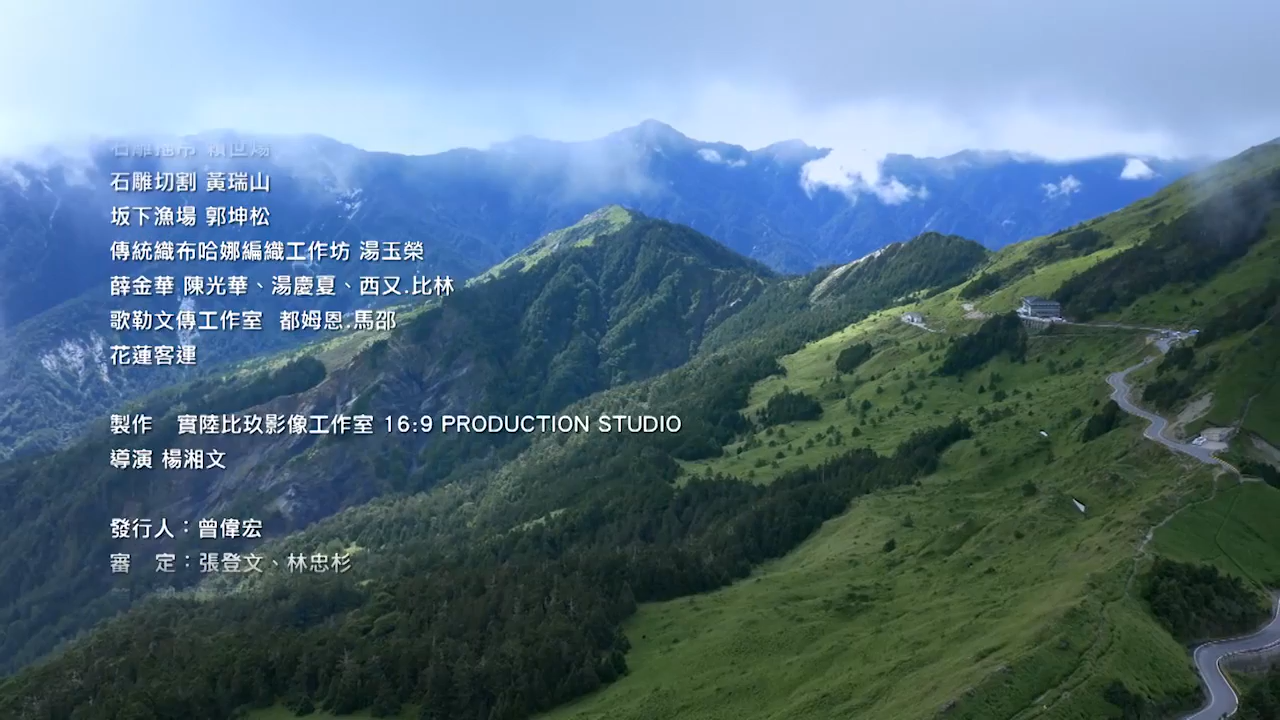 石雕切割 黃瑞山
坂下漁場 郭坤松
傳統織布哈娜編織工作坊 湯玉榮
薛金華 陳光華、湯慶夏、西又.比林
歌勒文傳工作室 都姆恩.馬邵
花蓮客運
製作 實陸比玖影像工作室 16:9 PRODUCTION STUDIO
導演 楊湘文
發行人：曾偉宏
審 定：張登文、林忠杉